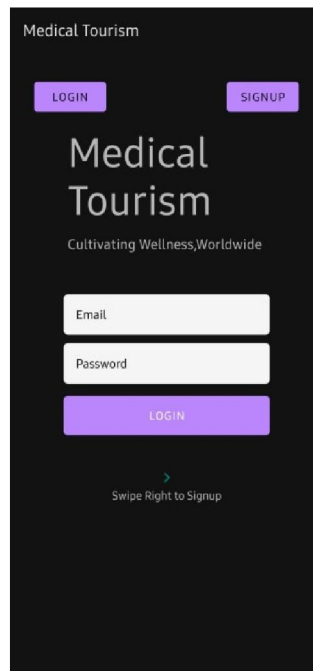 Medical Tourism
LOGIN
SIGNUP
Medical
Tourism
Cultivating Wellness,Worldwide
Email
Password
LOGIN
Swipe Right to Signup